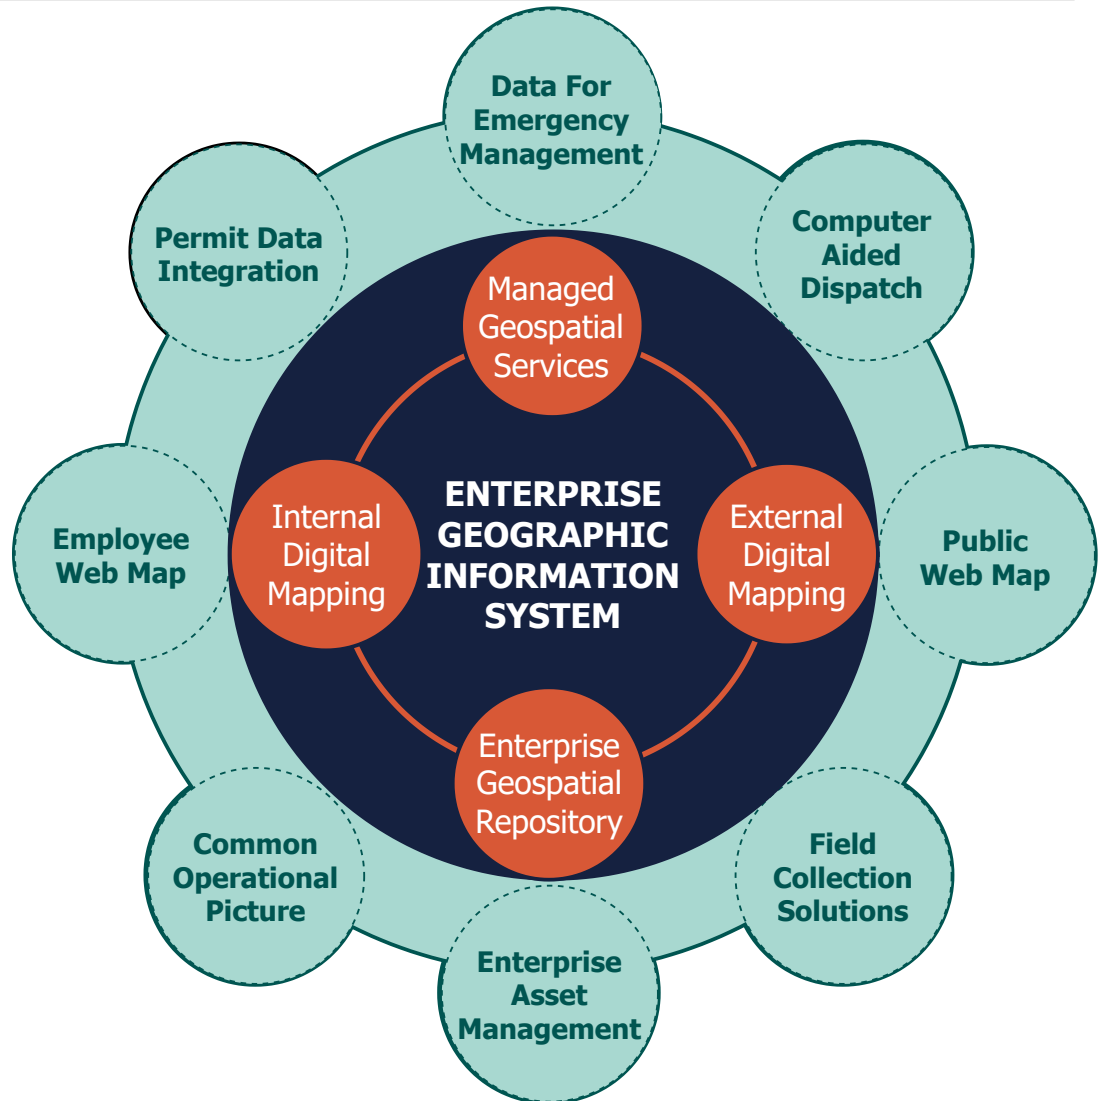 Data For
Emergency
Management
Computer
Aided
Dispatch
Permit Data
Integration
Managed
Geospatial
Services
ENTERPRISE
GEOGRAPHIC
INFORMATION
SYSTEM
Internal
Digital
Mapping
External
Digital
Mapping
Employee
Web Map
Public
Web Map
Enterprise
Geospatial
Repository
Common
Operational
Picture
Field
Collection
Solutions
Enterprise
Asset
Management